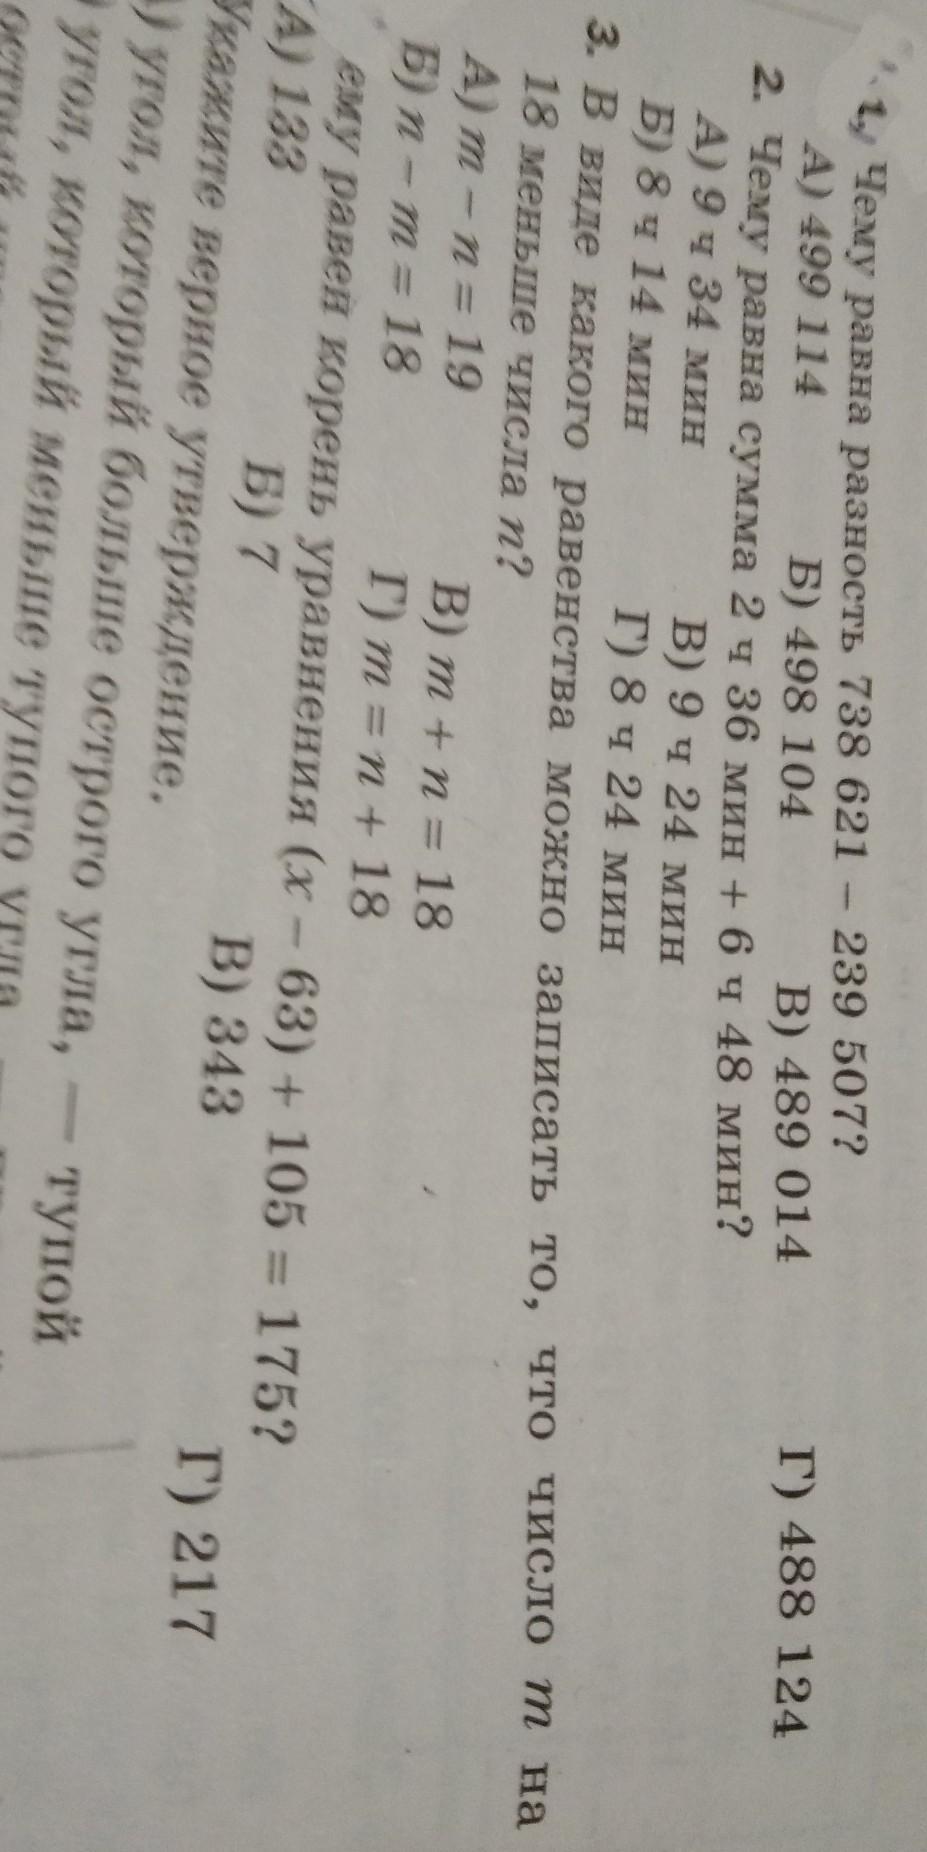 1. Чему равна разность 738 621 – 239 507?
А) 499 114 Б) 498 104 В) 489 014 Г) 488 124
2. Чему равна сумма 2 ч 36 мин + 6 ч 48 мин?
А) 9 ч 34 мин В) 9 ч 24 мин
Б) 8 ч 14 мин Г) 8 ч 24 мин
3. В виде какого равенства можно записать то, что число m на
18 меньше числа n?
А) m – n = 19 В) m + n = 18
Б) n – m = 18 Г) m = n + 18
ему равен корень уравнения (x – 63) + 105 = 175?
А) 133 Б) 7 В) 343 Г) 217
Укажите верное утверждение.
) угол, который больше острого угла, — тупой
) угол, который меньше тупого угла